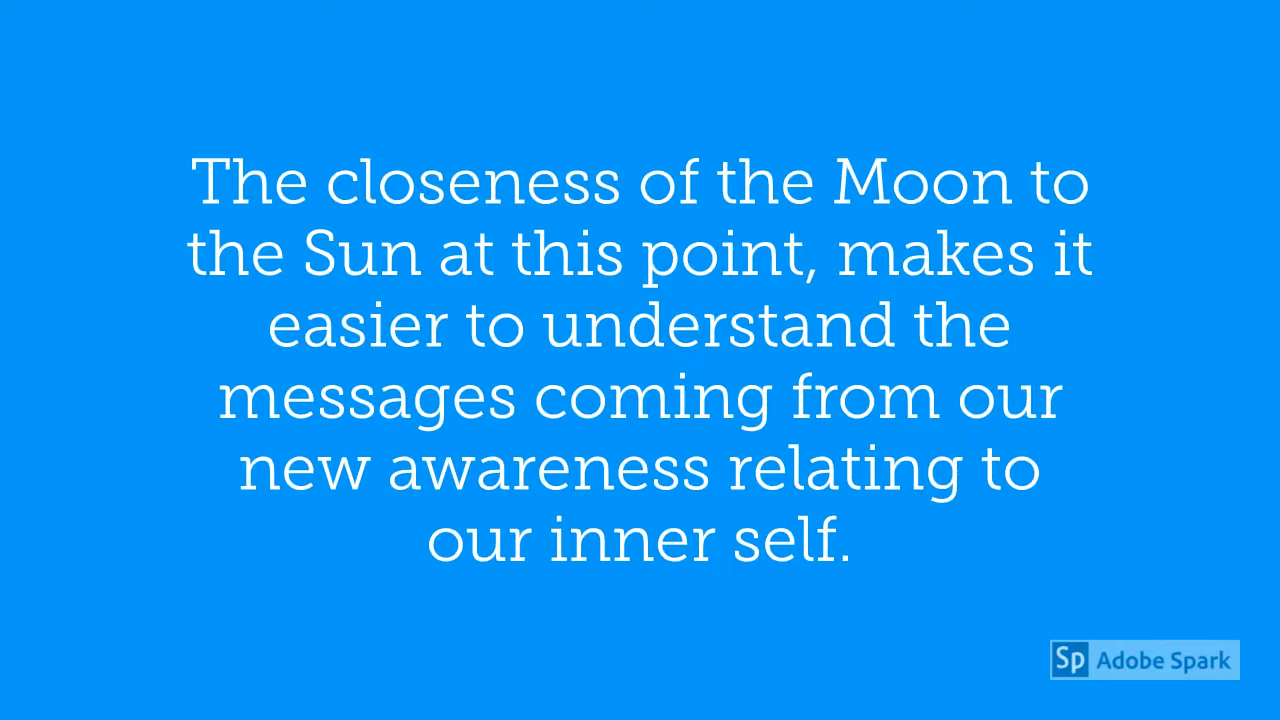 The closeness of the Moon to
the Sun at this point, makes it
easier to understand the
messages coming from our
new awareness relating to
our inner self.
Sp Adobe Spark